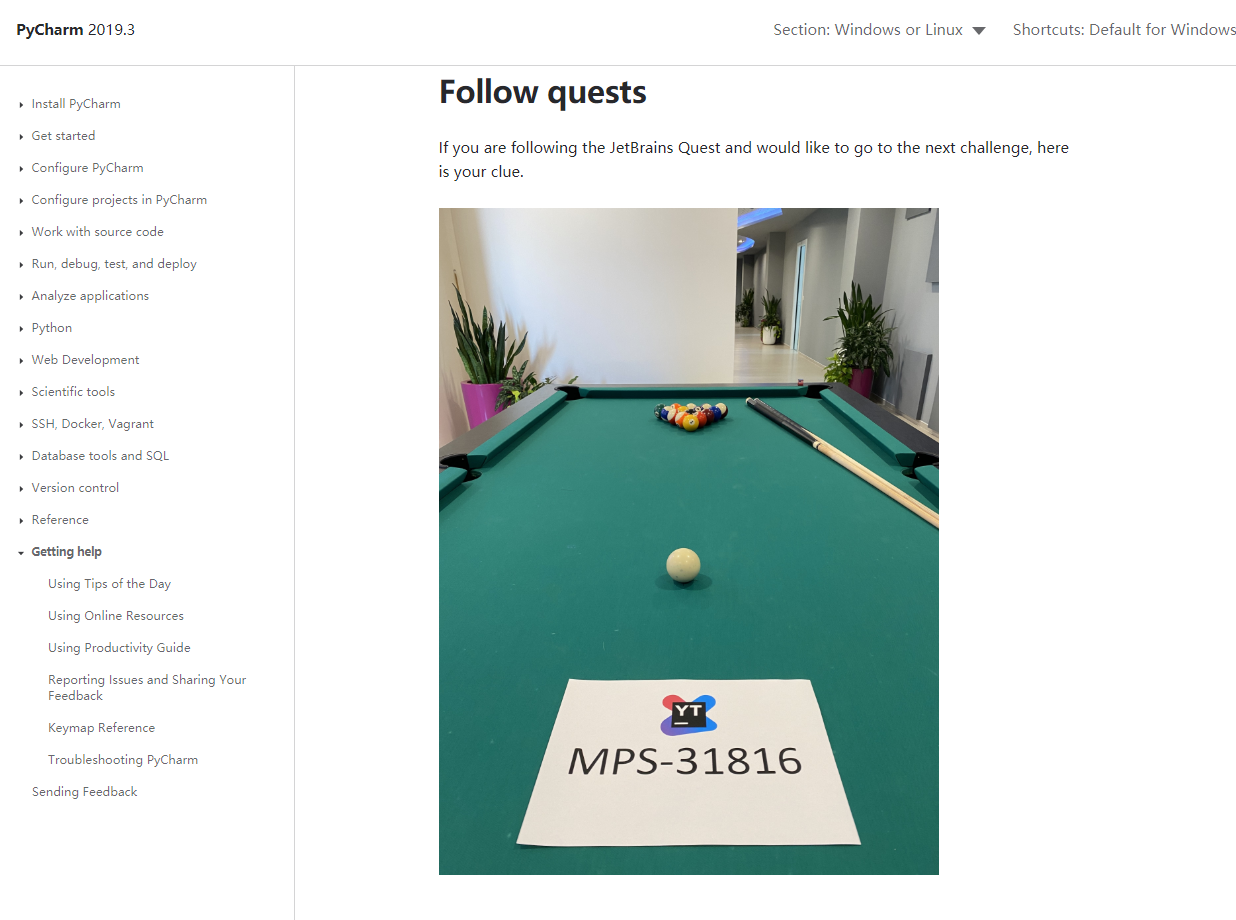 PyCharm 2019.3
Section: Windows or Linux
Shortcuts: Default for Windows
Install PyCharm
Get started
Configure PyCharm
Configure projects in PyCharm
Work with source code
Run, debug, test, and deploy
Analyze applications
Python
Web Development
Scientific tools
SSH, Docker, Vagrant
Database tools and SQL
Version control
Reference
Getting help
Using Tips of the Day
Using Online Resources
Using Productivity Guide
Reporting Issues and Sharing Your
Feedback
Keymap Reference
Troubleshooting PyCharm
Sending Feedback
Follow quests
If you are following the JetBrains Quest and would like to go to the next challenge, here
is your clue.
YT
MPS-31816